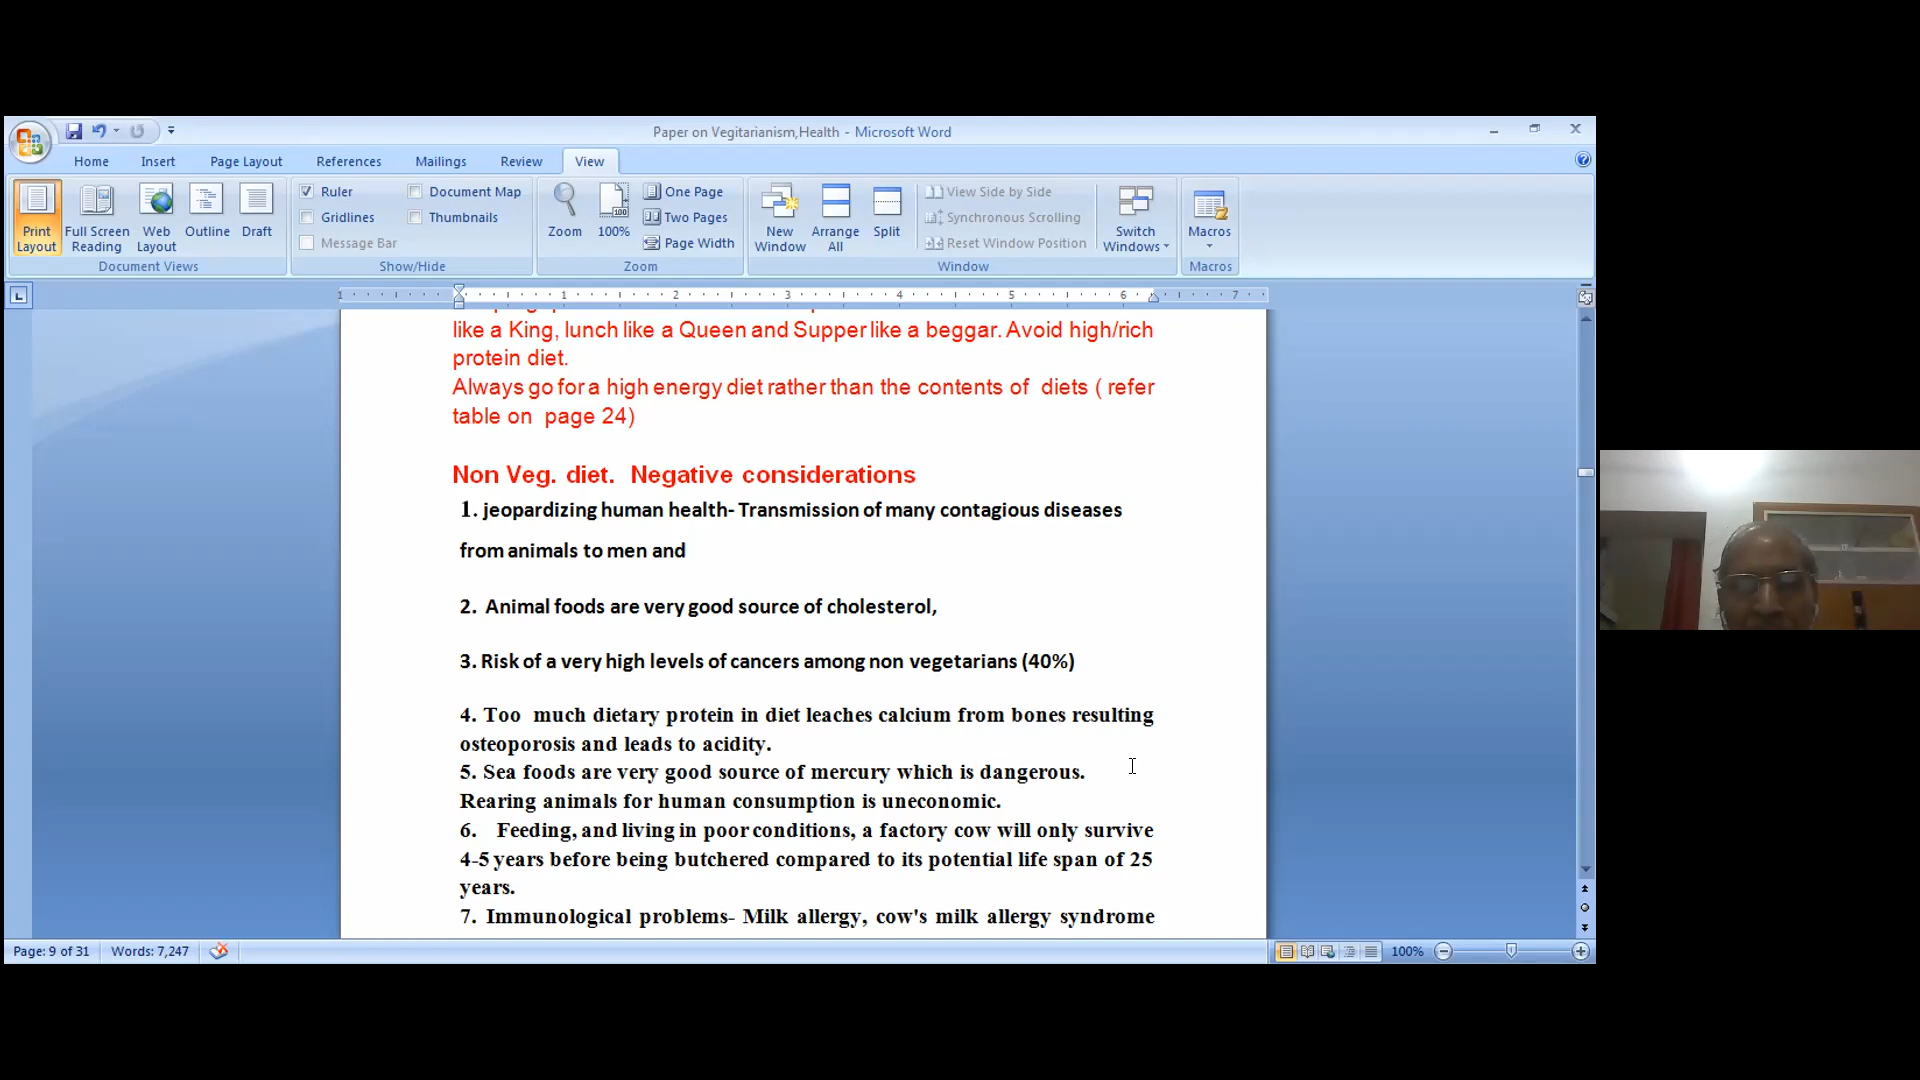 Paper on Vegitarianism,Health - Microsoft Word
Home Insert Page Layout References Mailings Review View
Ruler Document Map One Page View Side by Side
Gridlines Thumbnails Two Pages Synchronous Scrolling
Message Bar Page Width Reset Window Position
Print Layout Full Screen Reading Web Layout Outline Draft Zoom 100% New Window Arrange All Split Switch Windows Macros
Document Views Show/Hide Zoom Window Macros
1 1 2 3 4 5 6 7
like a King, lunch like a Queen and Supper like a beggar. Avoid high/rich
protein diet.
Always go for a high energy diet rather than the contents of diets ( refer
table on page 24)
Non Veg. diet. Negative considerations
1. jeopardizing human health- Transmission of many contagious diseases
from animals to men and
2. Animal foods are very good source of cholesterol,
3. Risk of a very high levels of cancers among non vegetarians (40%)
4. Too much dietary protein in diet leaches calcium from bones resulting
osteoporosis and leads to acidity.
5. Sea foods are very good source of mercury which is dangerous.
Rearing animals for human consumption is uneconomic.
6. Feeding, and living in poor conditions, a factory cow will only survive
4-5 years before being butchered compared to its potential life span of 25
years.
7. Immunological problems- Milk allergy, cow's milk allergy syndrome
Page: 9 of 31 Words: 7,247 100%